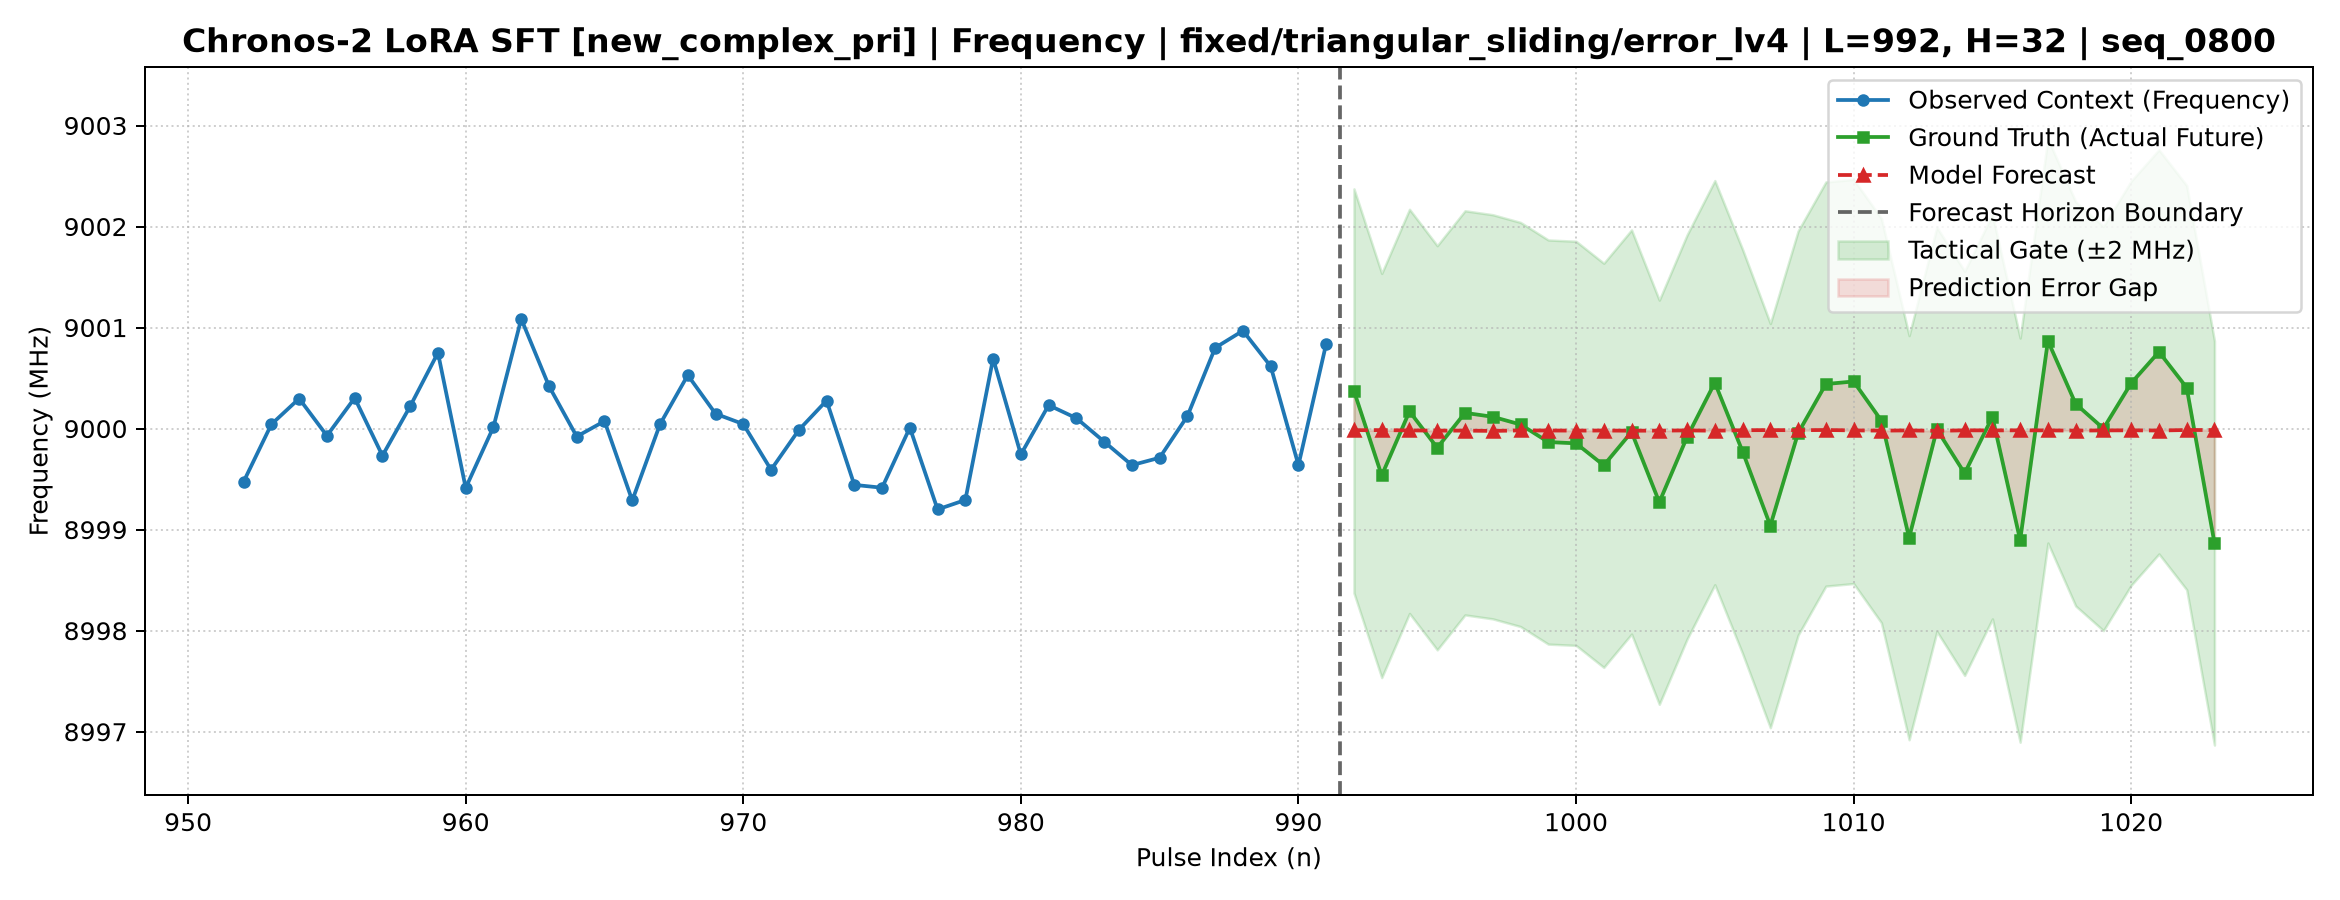 Chronos-2 LoRA SFT [new_complex_pri] | Frequency | fixed/triangular_sliding/error_lv4 | L=992, H=32 | seq_0800
Observed Context (Frequency)
Ground Truth (Actual Future)
Model Forecast
Forecast Horizon Boundary
Tactical Gate (±2 MHz)
Prediction Error Gap
Frequency (MHz)
9003
9002
9001
9000
8999
8998
8997
950 960 970 980 990 1000 1010 1020
Pulse Index (n)